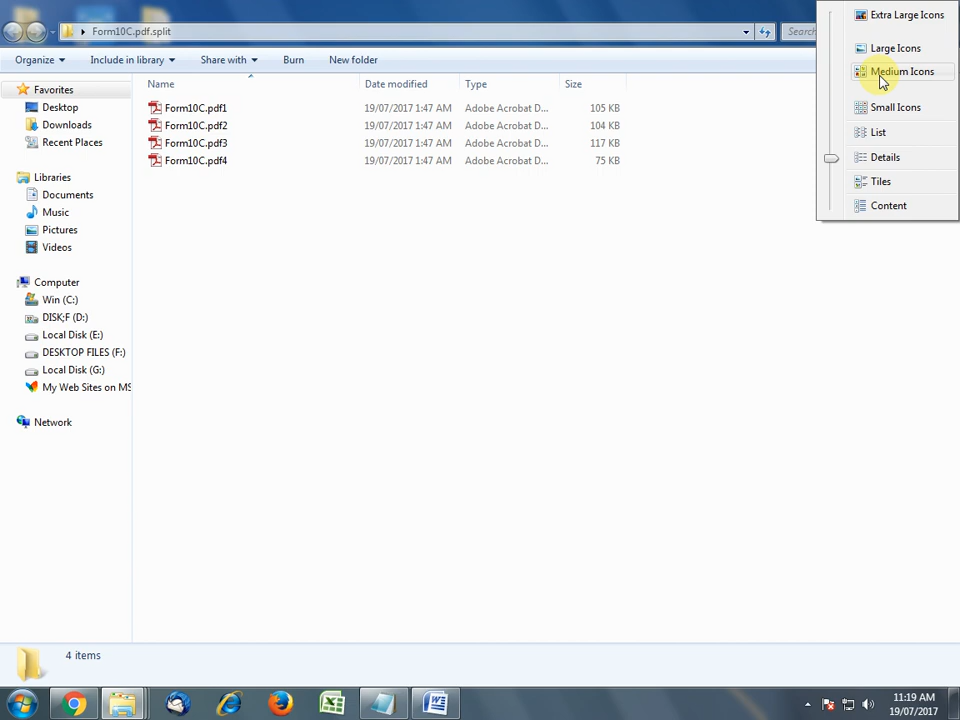 Form10C.pdf.split
Search
Extra Large Icons
Large Icons
Medium Icons
Small Icons
List
Details
Tiles
Content
Organize
Include in library
Share with
Burn
New folder
Name
Date modified
Type
Size
Form10C.pdf1 19/07/2017 1:47 AM Adobe Acrobat D... 105 KB
Form10C.pdf2 19/07/2017 1:47 AM Adobe Acrobat D... 104 KB
Form10C.pdf3 19/07/2017 1:47 AM Adobe Acrobat D... 117 KB
Form10C.pdf4 19/07/2017 1:47 AM Adobe Acrobat D... 75 KB
Favorites
Desktop
Downloads
Recent Places
Libraries
Documents
Music
Pictures
Videos
Computer
Win (C:)
DISK;F (D:)
Local Disk (E:)
DESKTOP FILES (F:)
Local Disk (G:)
My Web Sites on MS
Network
4 items
11:19 AM
19/07/2017